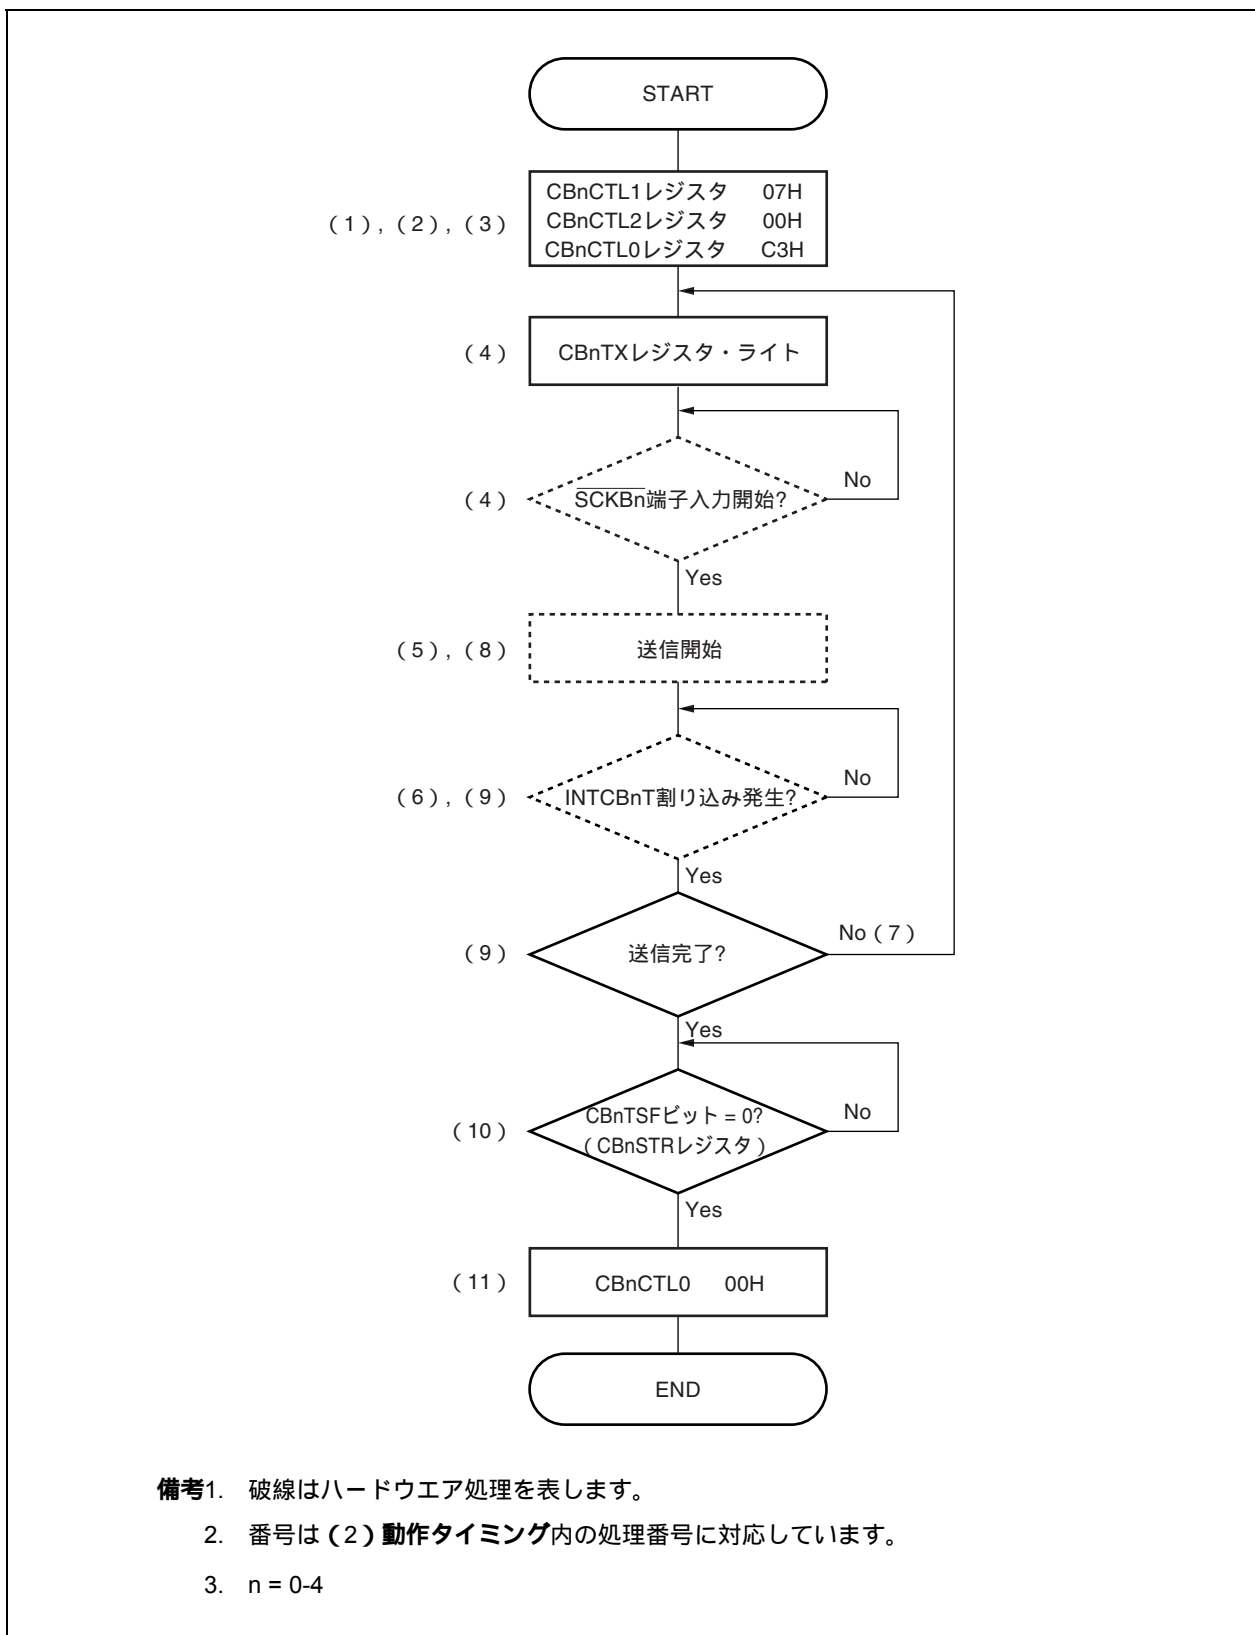 START
(1), (2), (3)
CBnCTL1レジスタ 07H
CBnCTL2レジスタ 00H
CBnCTL0レジスタ C3H
(4) CBnTXレジスタ・ライト
(4) SCKBn端子入力開始? No
Yes
(5), (8) 送信開始
(6), (9) INTCBnT割り込み発生? No
Yes
(9) 送信完了? No(7)
Yes
(10) CBnTSFビット = 0? No
(CBnSTRレジスタ)
Yes
(11) CBnCTL0 00H
END
備考1. 破線はハードウエア処理を表します。
2. 番号は(2)動作タイミング内の処理番号に対応しています。
3. n = 0-4